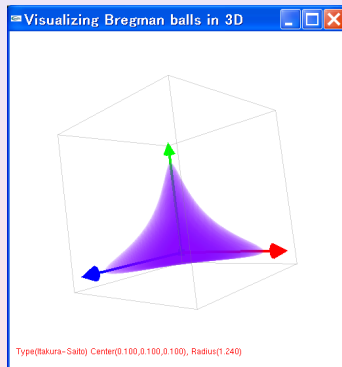 Visualizing Bregman balls in 3D
Type(Itakura-Saito) Center(0.100,0.100,0.100), Radius(1.240)